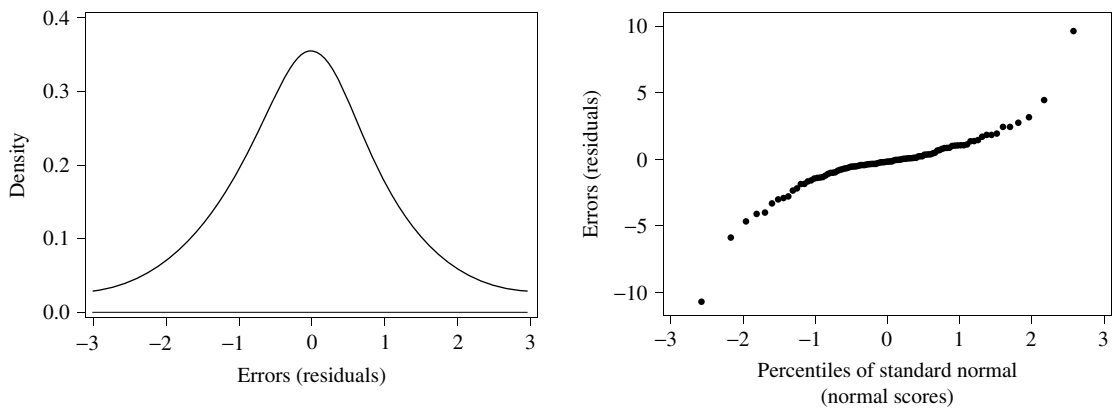 0.4
0.3
0.2
0.1
0.0
Density
−3 −2 −1 0 1 2 3
Errors (residuals)
10
5
0
−5
−10
Errors (residuals)
−3 −2 −1 0 1 2 3
Percentiles of standard normal
(normal scores)